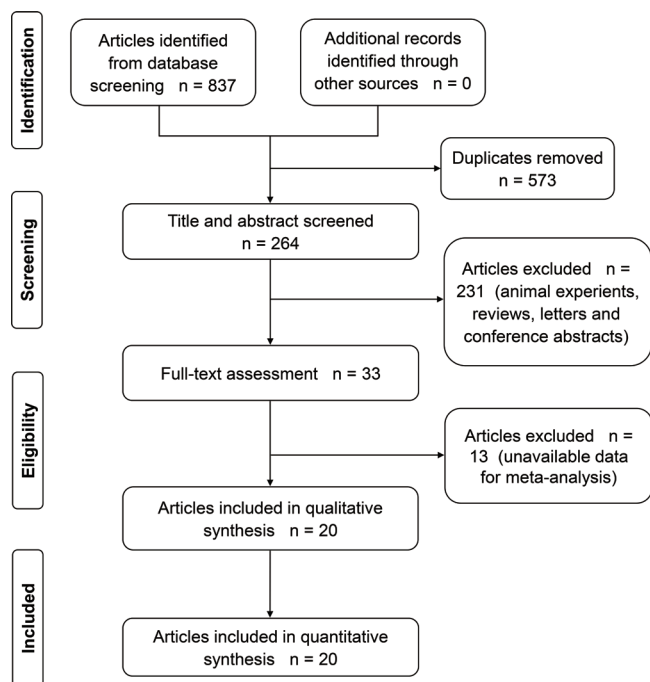 Identification
Articles identified
from database
screening n = 837
Additional records
identified through
other sources n = 0
Duplicates removed
n = 573
Screening
Title and abstract screened
n = 264
Articles excluded n =
231 (animal experients,
reviews, letters and
conference abstracts)
Eligibility
Full-text assessment n = 33
Articles excluded n =
13 (unavailable data
for meta-analysis)
Articles included in qualitative
synthesis n = 20
Included
Articles included in quantitative
synthesis n = 20